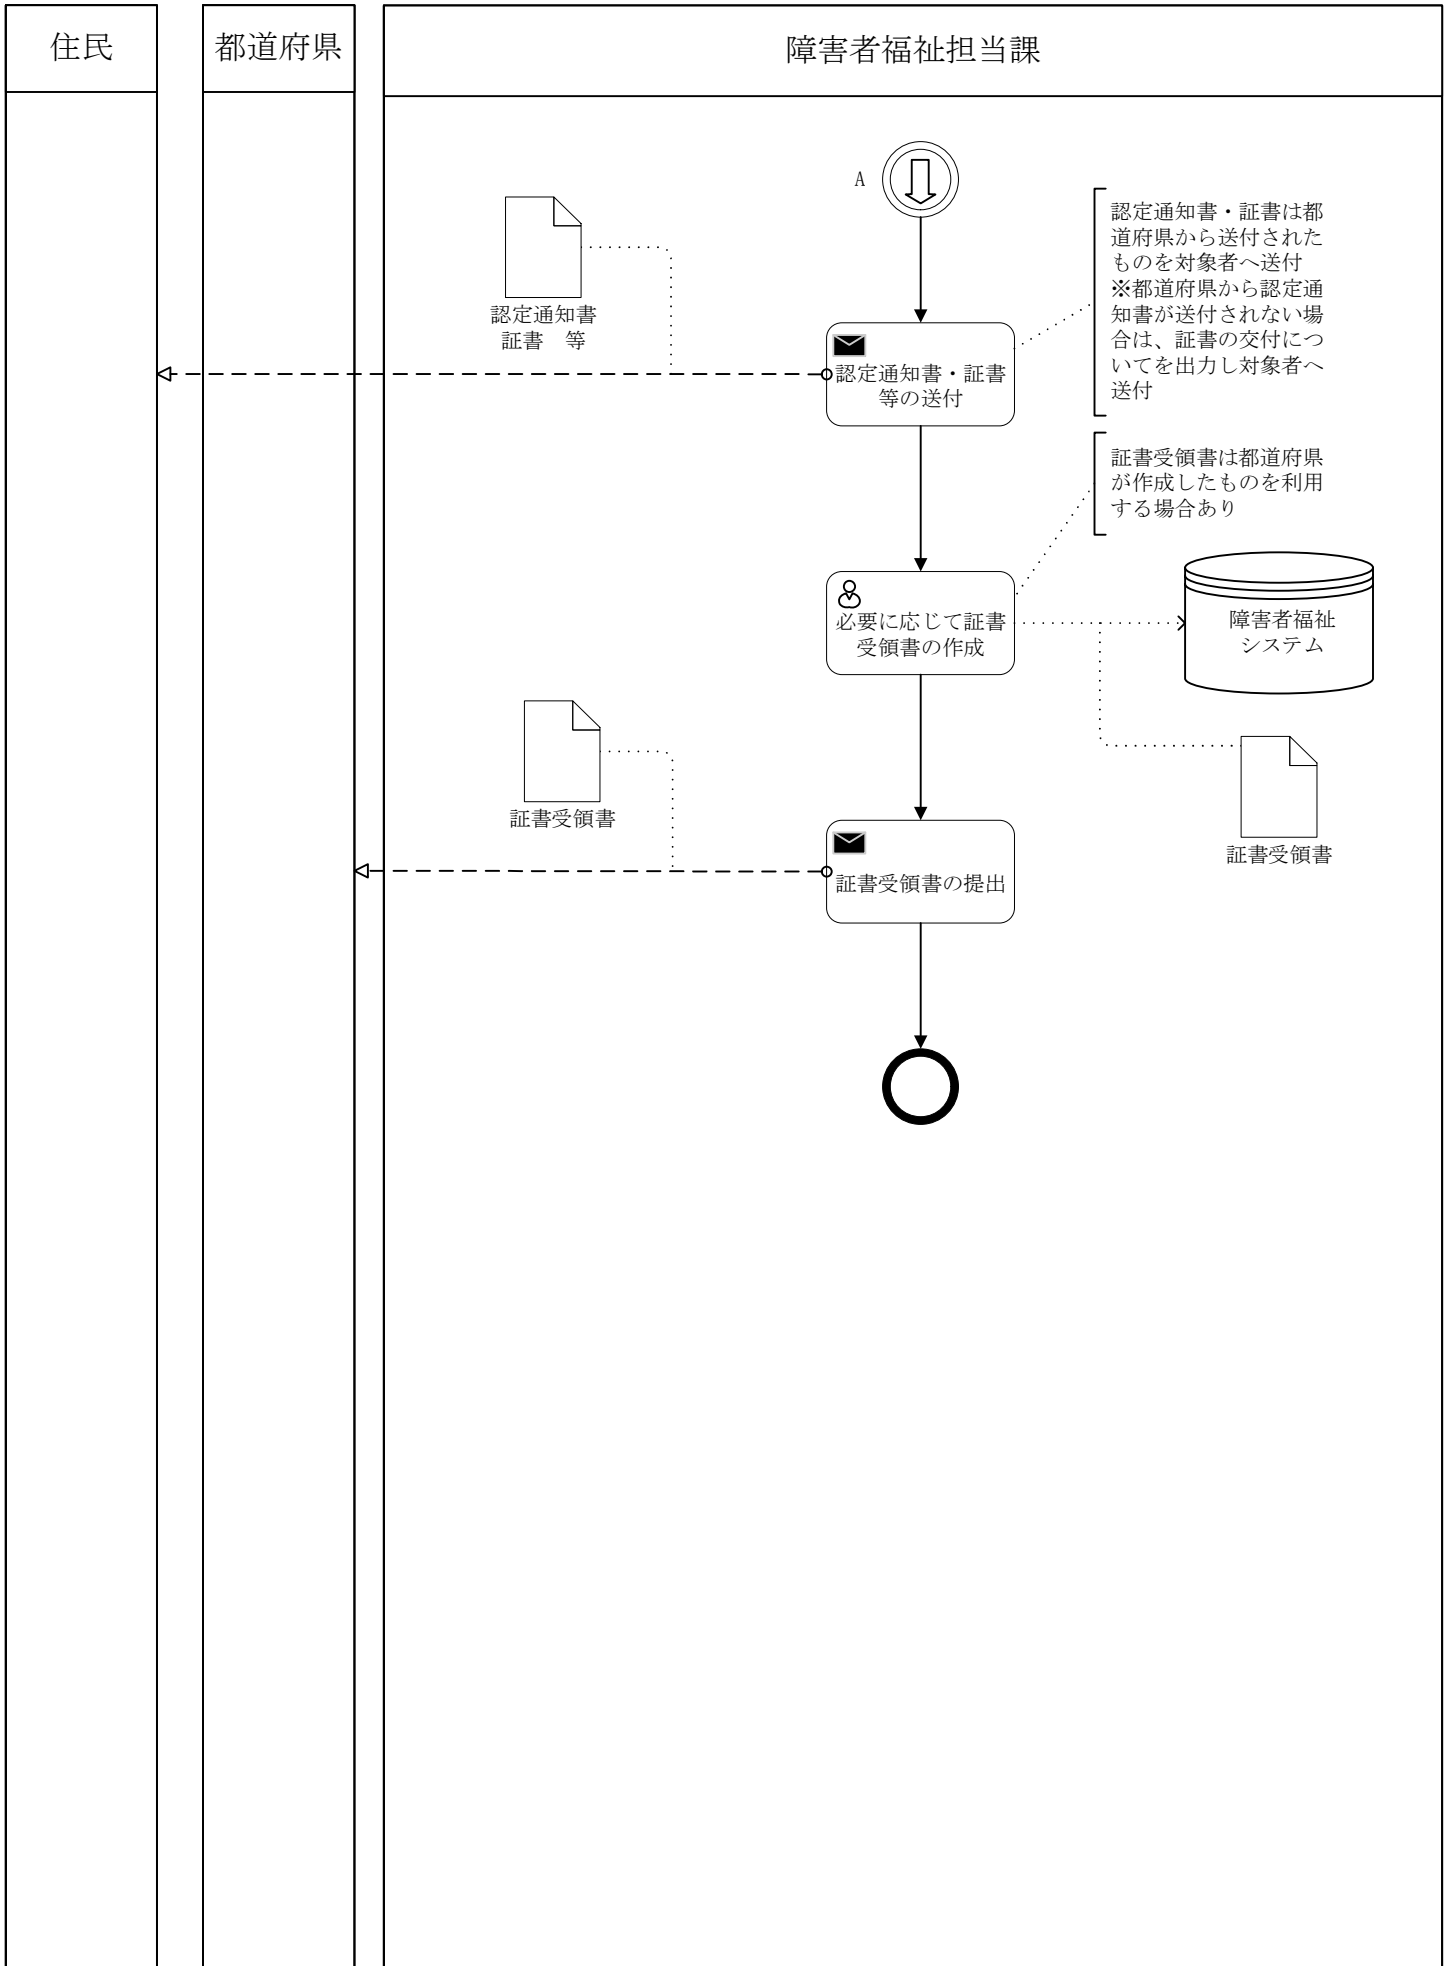 住民
都道府県
障害者福祉担当課
A
認定通知書・証書は都
道府県から送付された
ものを対象者へ送付
※都道府県から認定通
知書が送付されない場
合は、証書の交付につ
いてを出力し対象者へ
送付
認定通知書
証書　等
認定通知書・証書
等の送付
証書受領書は都道府県
が作成したものを利用
する場合あり
必要に応じて証書
受領書の作成
障害者福祉
システム
証書受領書
証書受領書
証書受領書の提出